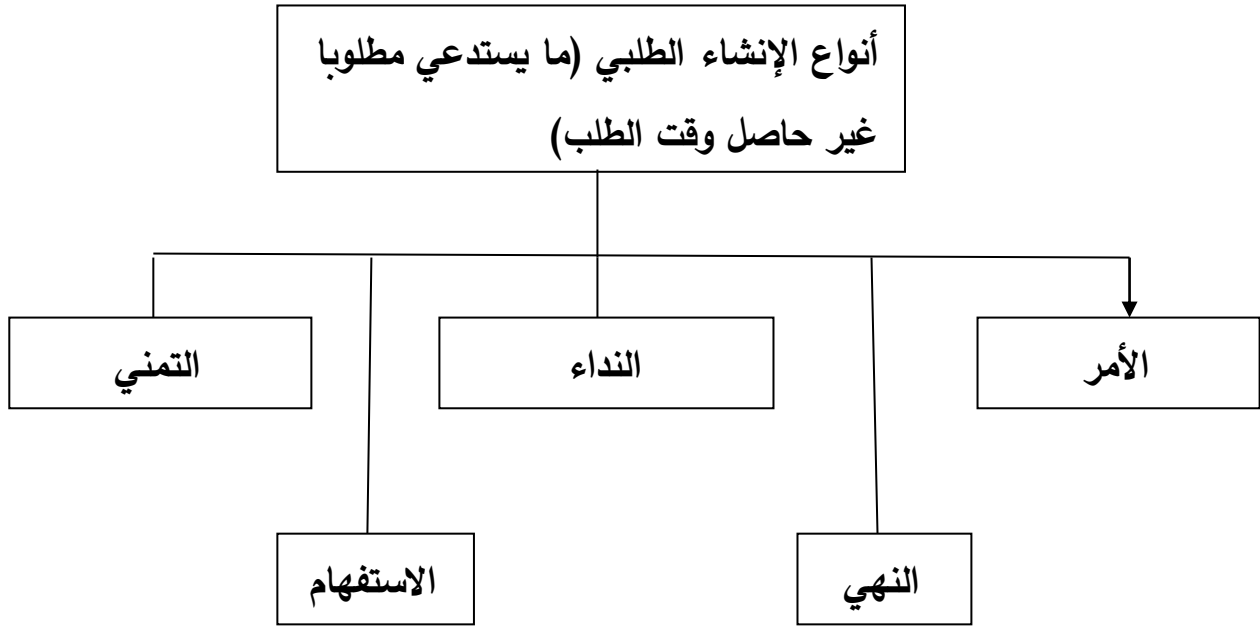 أنواع الإنشاء الطلبي (ما يستدعي مطلوبا
غير حاصل وقت الطلب)
الأمر
النداء
التمني
النهي
الاستفهام